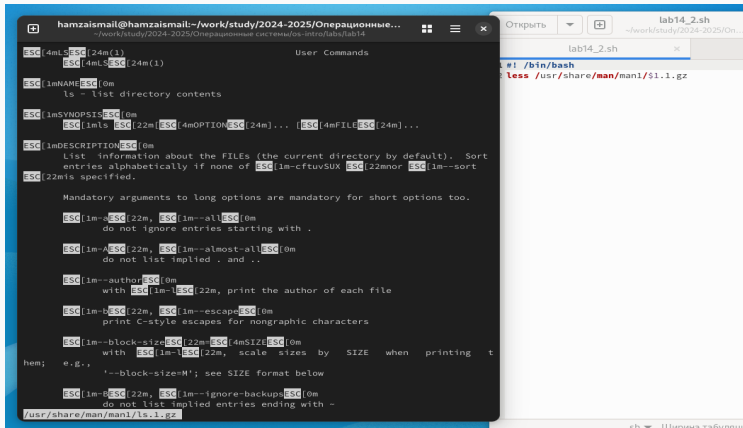 hamzaismail@hamzaismail:~/work/study/2024-2025/Операционные...
~/work/study/2024-2025/Операционные системы/os-intro/labs/lab14
ESC[4mLSESC[24m(1) User Commands
ESC[4mLSESC[24m(1)
ESC[1mNAMEESC[0m
ls - list directory contents
ESC[1mSYNOPSISESC[0m
ESC[1mls ESC[22m[ESC[4mOPTIONESC[24m]... [ESC[4mFILEESC[24m]...
ESC[1mDESCRIPTIONESC[0m
List information about the FILEs (the current directory by default). Sort
entries alphabetically if none of ESC[1m-cftuvSUX ESC[22mnor ESC[1m--sort
ESC[22mis specified.
Mandatory arguments to long options are mandatory for short options too.
ESC[1m-aESC[22m, ESC[1m--allESC[0m
do not ignore entries starting with .
ESC[1m-AESC[22m, ESC[1m--almost-allESC[0m
do not list implied . and ..
ESC[1m--authorESC[0m
with ESC[1m-lESC[22m, print the author of each file
ESC[1m-bESC[22m, ESC[1m--escapeESC[0m
print C-style escapes for nongraphic characters
ESC[1m--block-sizeESC[22m=ESC[4mSIZEESC[0m
with ESC[1m-lESC[22m, scale sizes by SIZE when printing t
hem; e.g.,
'--block-size=M'; see SIZE format below
ESC[1m-BESC[22m, ESC[1m--ignore-backupsESC[0m
do not list implied entries ending with ~
/usr/share/man/man1/ls.1.gz
Открыть
lab14_2.sh
~/work/study/2024-2025/Оп...
lab14_2.sh
1 #! /bin/bash
2 less /usr/share/man/man1/$1.1.gz
sh Ширина табуляц